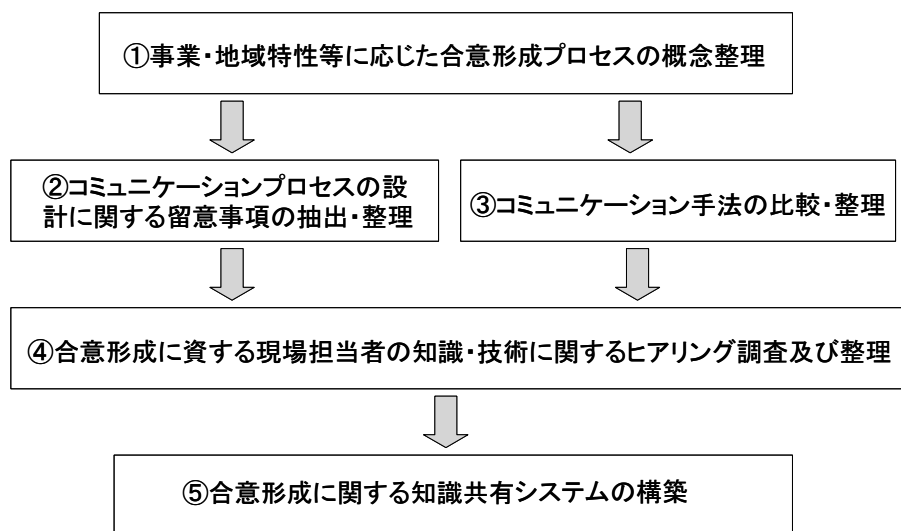 ①事業・地域特性等に応じた合意形成プロセスの概念整理
②コミュニケーションプロセスの設
計に関する留意事項の抽出・整理
③コミュニケーション手法の比較・整理
④合意形成に資する現場担当者の知識・技術に関するヒアリング調査及び整理
⑤合意形成に関する知識共有システムの構築